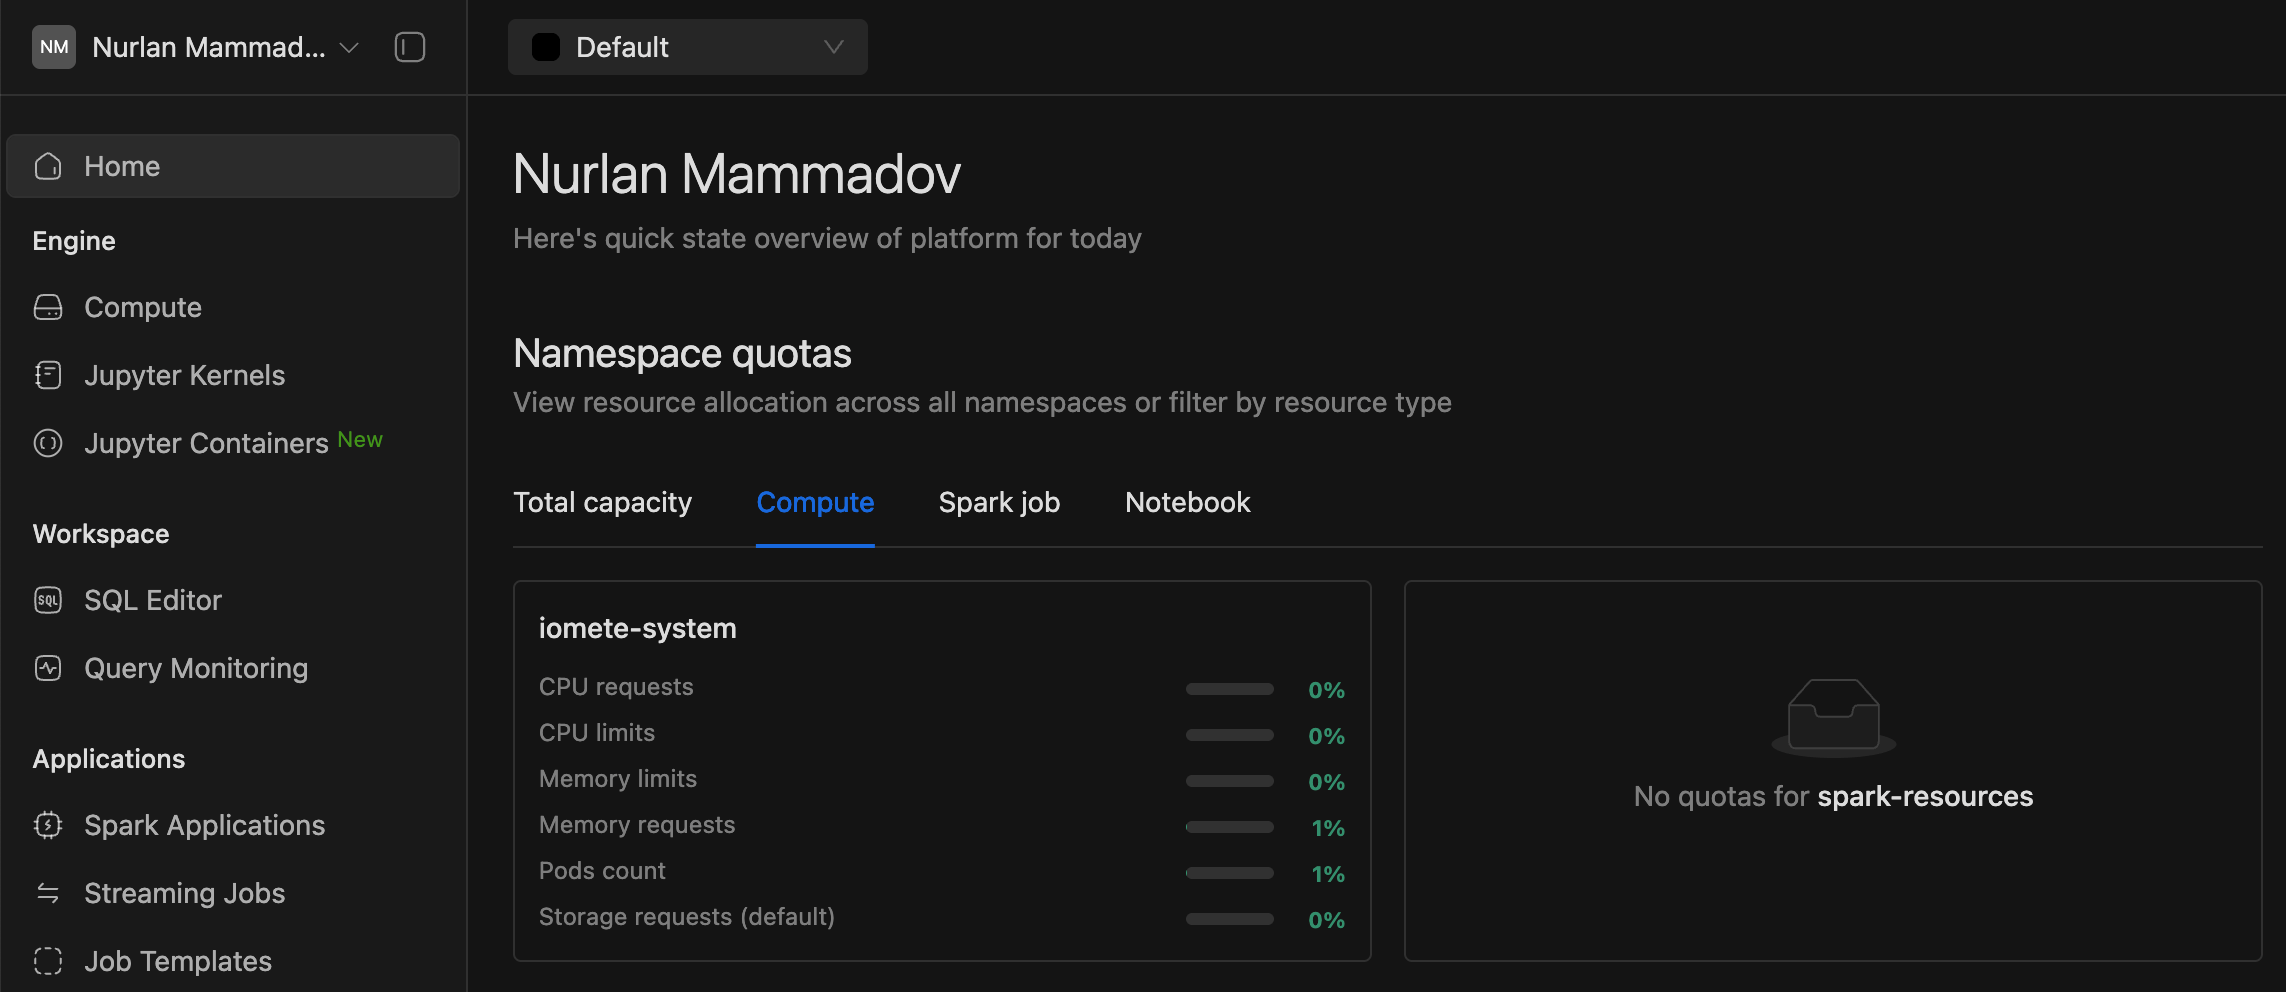 NM
Nurlan Mammad...
Default
Home
Engine
Compute
Jupyter Kernels
Jupyter Containers New
Workspace
SQL
SQL Editor
Query Monitoring
Applications
Spark Applications
Streaming Jobs
Job Templates
Nurlan Mammadov
Here's quick state overview of platform for today
Namespace quotas
View resource allocation across all namespaces or filter by resource type
Total capacity Compute Spark job Notebook
iomete-system
CPU requests 0%
CPU limits 0%
Memory limits 0%
Memory requests 1%
Pods count 1%
Storage requests (default) 0%
No quotas for spark-resources